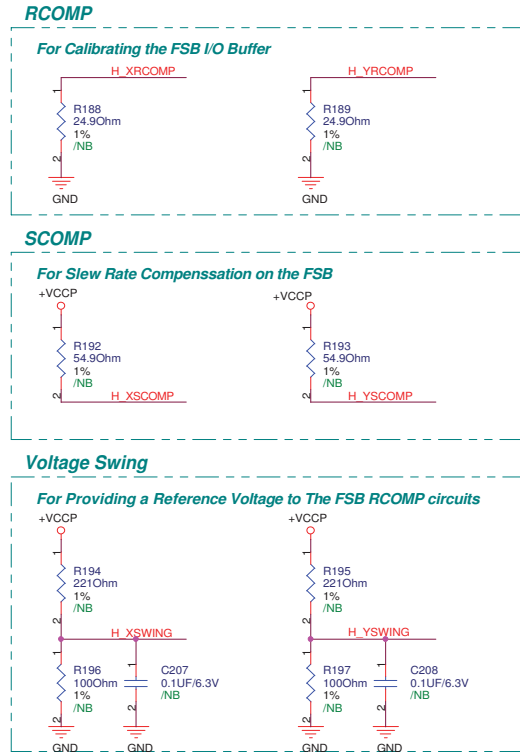 RCOMP
For Calibrating the FSB I/O Buffer
H_XRCOMP
H_YRCOMP
1
R188
24.9Ohm
1%
/NB
2
GND
1
R189
24.9Ohm
1%
/NB
2
GND
SCOMP
For Slew Rate Compenssation on the FSB
+VCCP
1
R192
54.9Ohm
1%
/NB
2
H_XSCOMP
+VCCP
1
R193
54.9Ohm
1%
/NB
2
H_YSCOMP
Voltage Swing
For Providing a Reference Voltage to The FSB RCOMP circuits
+VCCP
1
R194
221Ohm
1%
/NB
2
H_XSWING
1
R196
100Ohm
1%
/NB
2
GND
1
C207
0.1UF/6.3V
/NB
2
GND
+VCCP
1
R195
221Ohm
1%
/NB
2
H_YSWING
1
R197
100Ohm
1%
/NB
2
GND
1
C208
0.1UF/6.3V
/NB
2
GND